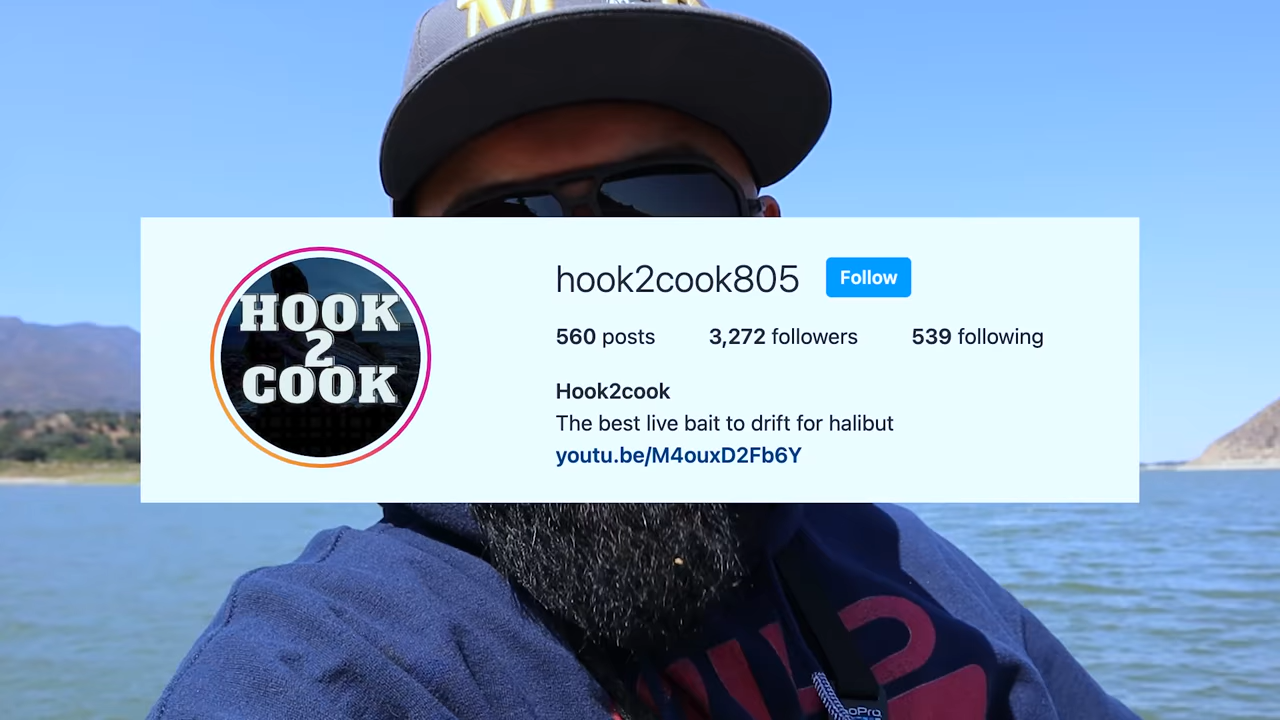 HOOK
2
COOK
hook2cook805 Follow
560 posts 3,272 followers 539 following
Hook2cook
The best live bait to drift for halibut
youtu.be/M4ouxD2Fb6Y